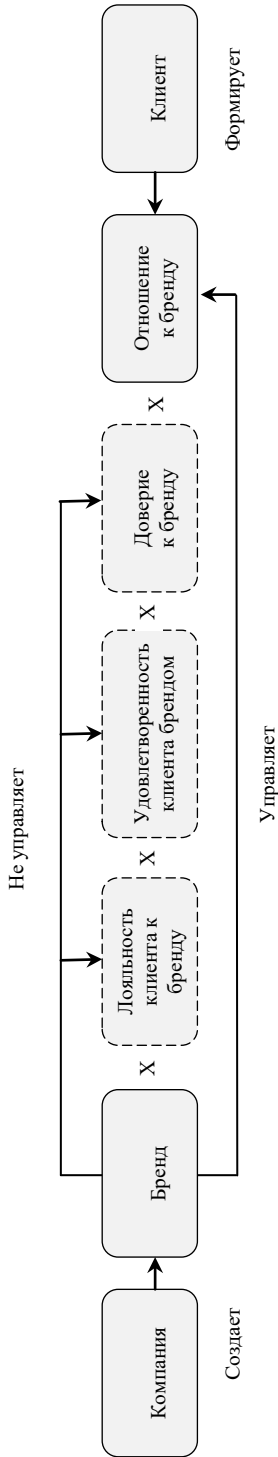 Не управляет
Компания
Бренд
X
Лояльность
клиента к
бренду
X
Удовлетворенность
клиента брендом
X
Доверие
к бренду
X
Отношение
к бренду
Клиент
Создает
Управляет
Формирует